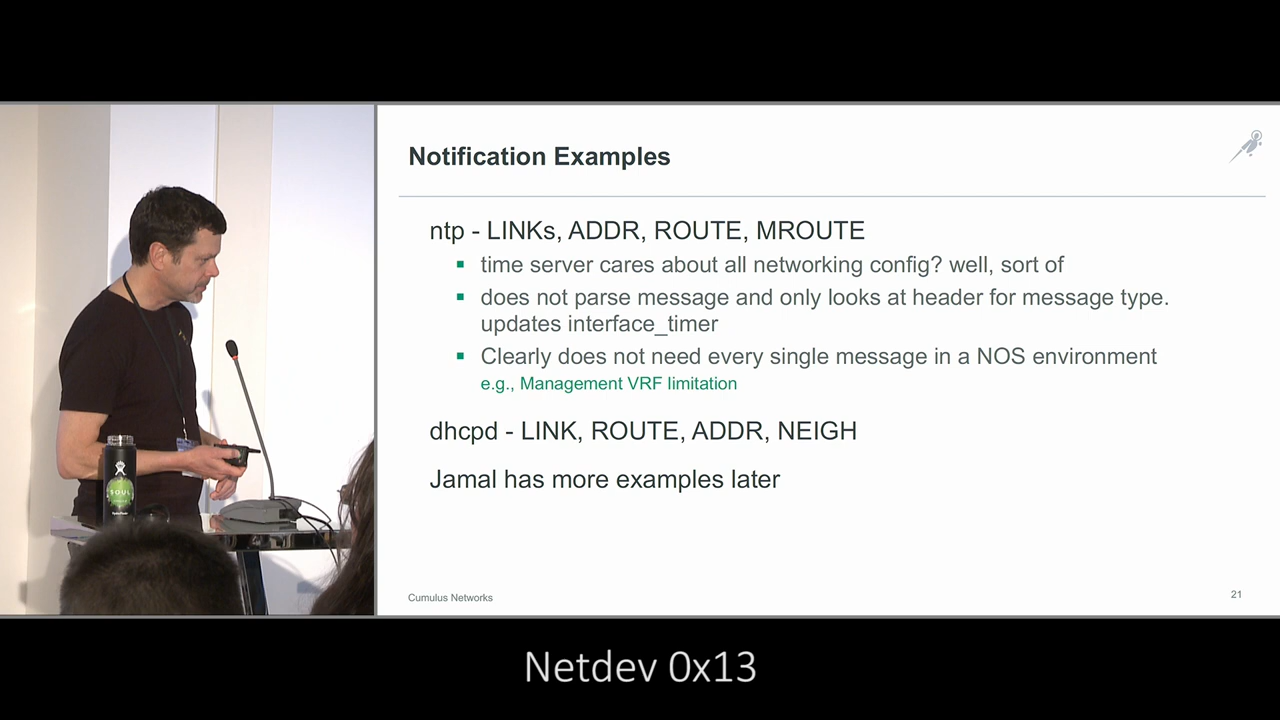 Notification Examples
ntp - LINKs, ADDR, ROUTE, MROUTE
time server cares about all networking config? well, sort of
does not parse message and only looks at header for message type.
updates interface_timer
Clearly does not need every single message in a NOS environment
e.g., Management VRF limitation
dhcpd - LINK, ROUTE, ADDR, NEIGH
Jamal has more examples later
SOUL
Cumulus Networks
21
Netdev 0x13